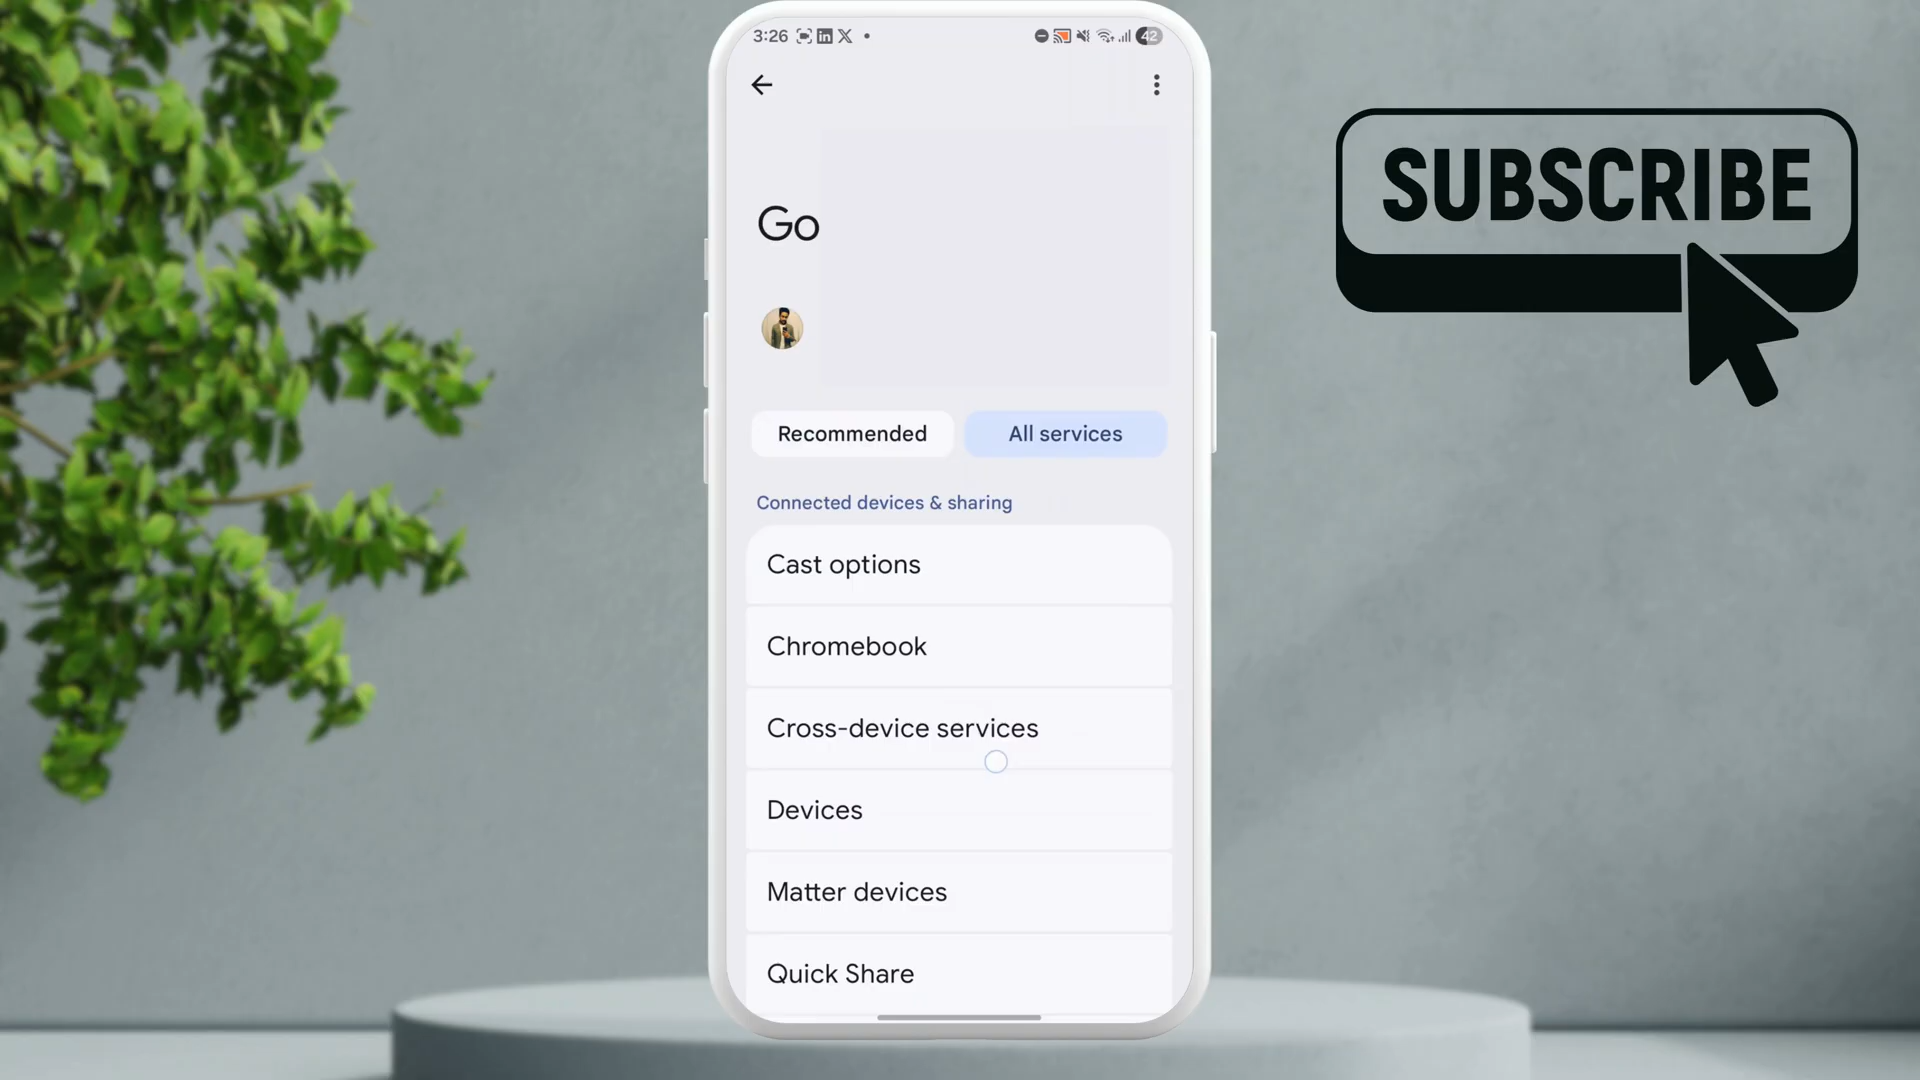 3:26
42
SUBSCRIBE
Go
Recommended
All services
Connected devices & sharing
Cast options
Chromebook
Cross-device services
Devices
Matter devices
Quick Share